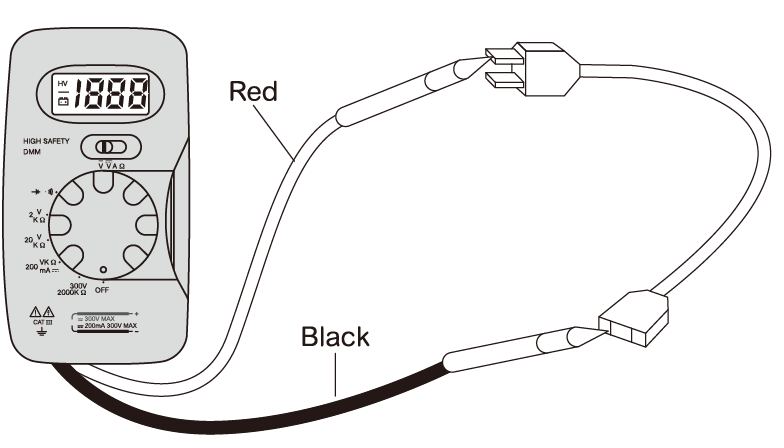 HV
1888
HIGH SAFETY
DMM
V V A Ω
2 V
K Ω
20 V
K Ω
200 VK Ω
mA
300V
2000K Ω
OFF
CAT III
300V MAX +
200mA 300V MAX -
Red
Black